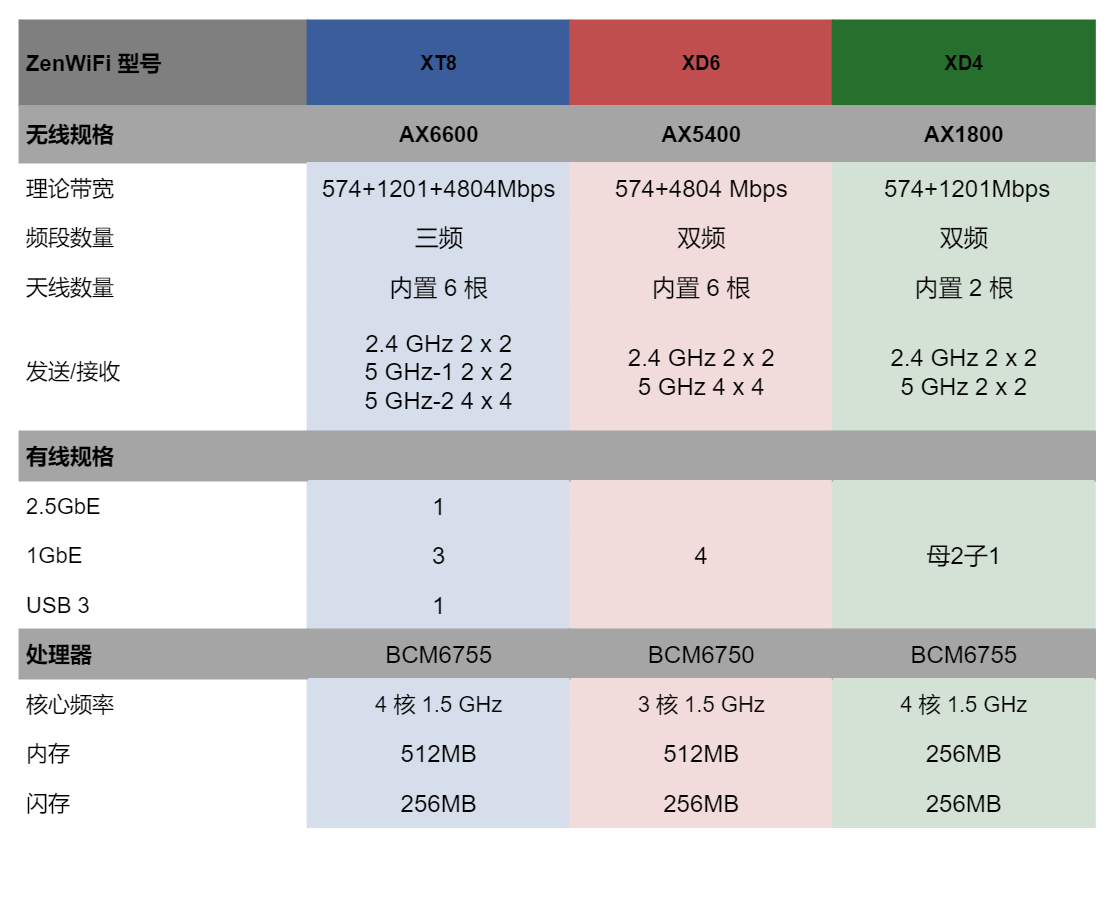 ZenWiFi 型号 XT8 XD6 XD4
无线规格 AX6600 AX5400 AX1800
理论带宽 574+1201+4804Mbps 574+4804 Mbps 574+1201Mbps
频段数量 三频 双频 双频
天线数量 内置 6 根 内置 6 根 内置 2 根
发送/接收
2.4 GHz 2 x 2
5 GHz-1 2 x 2
5 GHz-2 4 x 4
2.4 GHz 2 x 2
5 GHz 4 x 4
2.4 GHz 2 x 2
5 GHz 2 x 2
有线规格
2.5GbE 1
1GbE 3 4 母2子1
USB 3 1
处理器 BCM6755 BCM6750 BCM6755
核心频率 4 核 1.5 GHz 3 核 1.5 GHz 4 核 1.5 GHz
内存 512MB 512MB 256MB
闪存 256MB 256MB 256MB